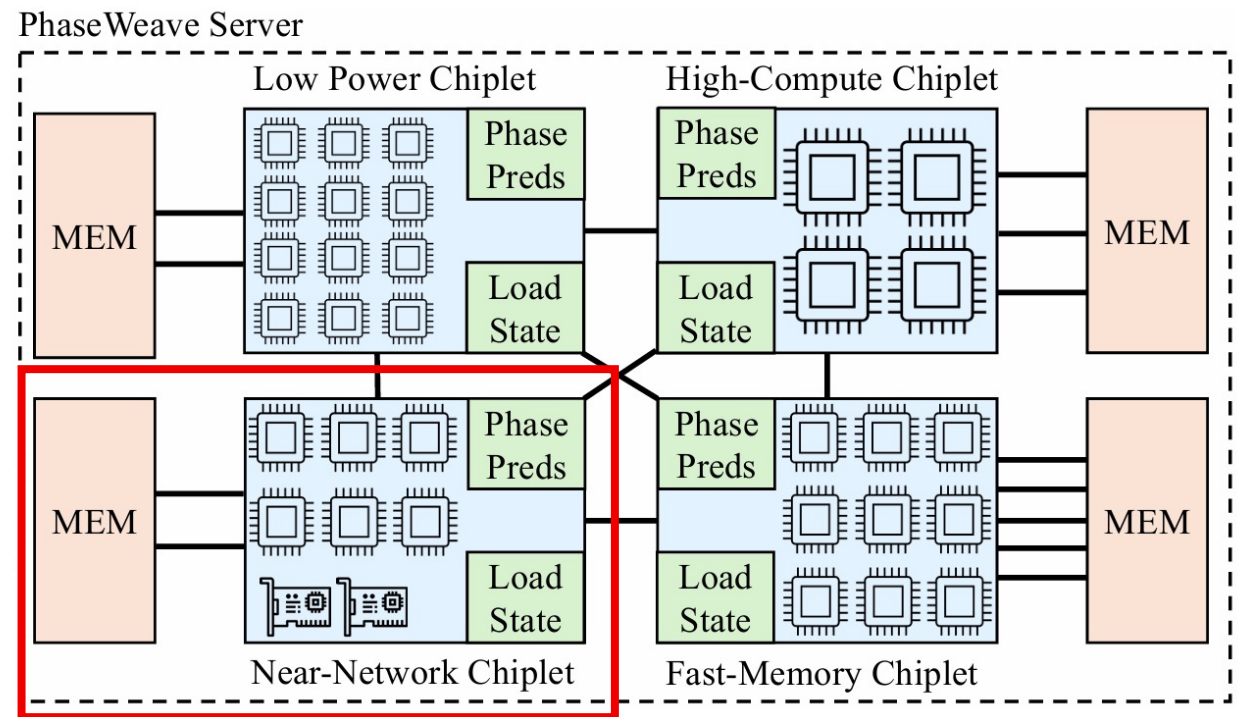 PhaseWeave Server
Low Power Chiplet
High-Compute Chiplet
MEM
Phase
Preds
Load
State
Phase
Preds
Load
State
MEM
MEM
Phase
Preds
Load
State
Near-Network Chiplet
Phase
Preds
Load
State
Fast-Memory Chiplet
MEM